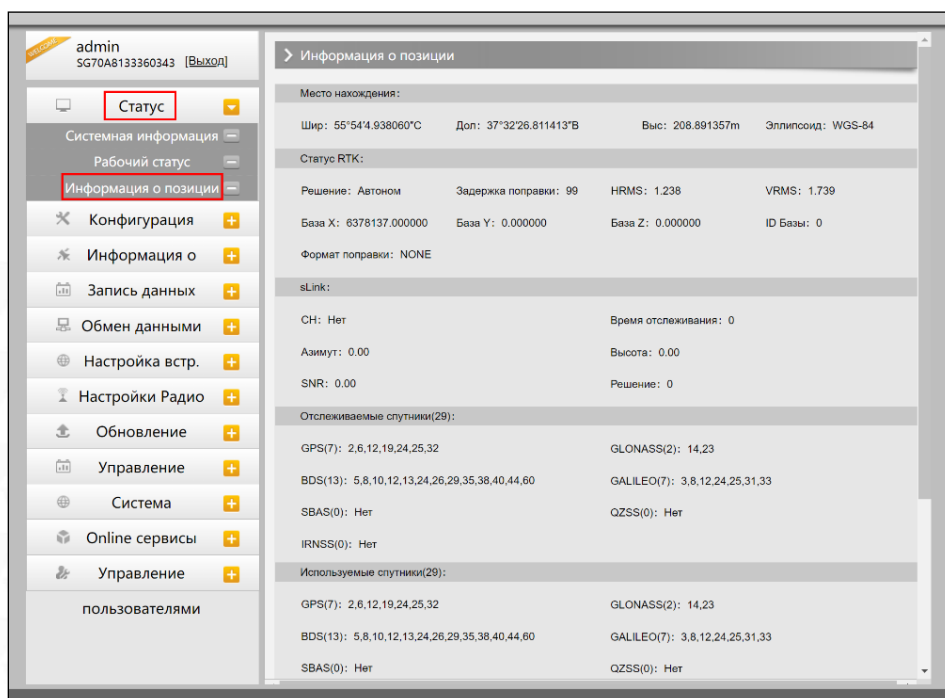 WELCOME
admin
SG70A8133360343 [Выход]
Статус
Системная информация
Рабочий статус
Информация о позиции
Конфигурация
Информация о
Запись данных
Обмен данными
Настройка встр.
Настройки Радио
Обновление
Управление
Система
Online сервисы
Управление
пользователями
Информация о позиции
Место нахождения:
Шир: 55°54'4.938060"С Дол: 37°32'26.811413"В Выс: 208.891357m Эллипсоид: WGS-84
Статус RTK:
Решение: Автоном Задержка поправки: 99 HRMS: 1.238 VRMS: 1.739
База X: 6378137.000000 База Y: 0.000000 База Z: 0.000000 ID Базы: 0
Формат поправки: NONE
sLink:
CH: Нет Время отслеживания: 0
Азимут: 0.00 Высота: 0.00
SNR: 0.00 Решение: 0
Отслеживаемые спутники(29):
GPS(7): 2,6,12,19,24,25,32 GLONASS(2): 14,23
BDS(13): 5,8,10,12,13,24,26,29,35,38,40,44,60 GALILEO(7): 3,8,12,24,25,31,33
SBAS(0): Нет QZSS(0): Нет
IRNSS(0): Нет
Используемые спутники(29):
GPS(7): 2,6,12,19,24,25,32 GLONASS(2): 14,23
BDS(13): 5,8,10,12,13,24,26,29,35,38,40,44,60 GALILEO(7): 3,8,12,24,25,31,33
SBAS(0): Нет QZSS(0): Нет